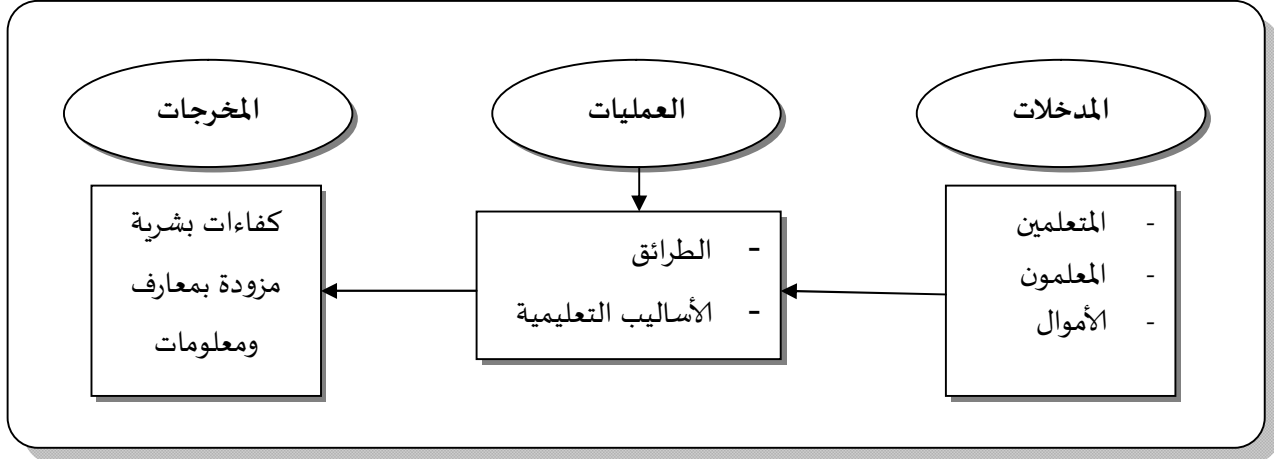 المدخلات
- المتعلمين
- المعلمون
- الأموال
العمليات
- الطرائق
- الأساليب التعليمية
المخرجات
كفاءات بشرية
مزودة بمعارف
ومعلومات